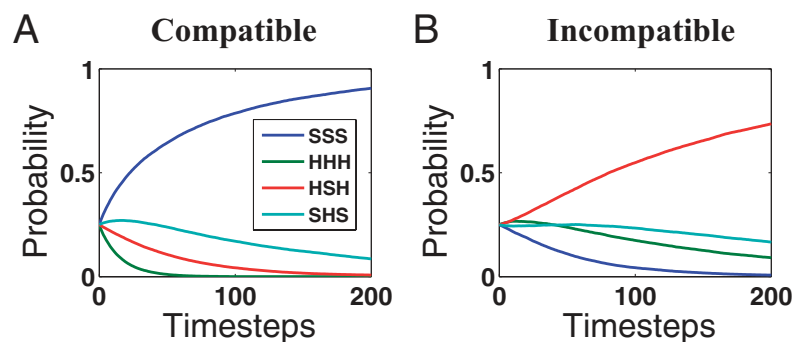 A Compatible
1
0.5
0
Probability
0 100 200
Timesteps
SSS
HHH
HSH
SHS
B Incompatible
1
0.5
0
Probability
0 100 200
Timesteps